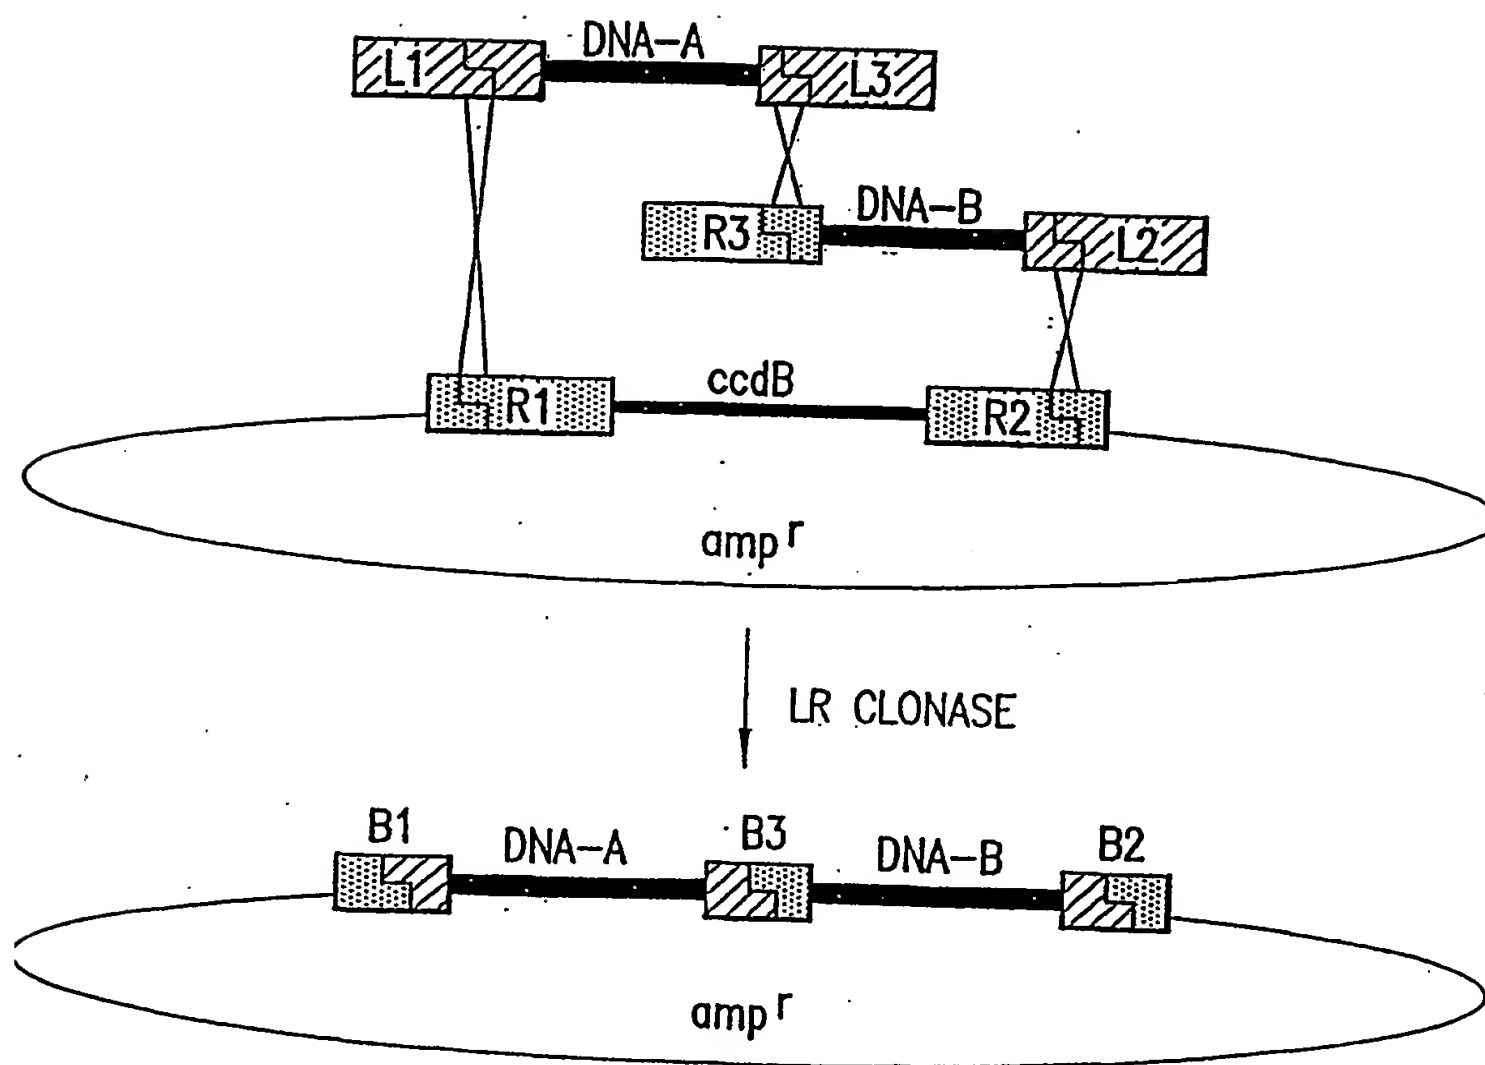 DNA-A
L1
L3
DNA-B
R3
L2
ccdB
R1
R2
amp r
LR CLONASE
B1
DNA-A
B3
DNA-B
B2
amp r